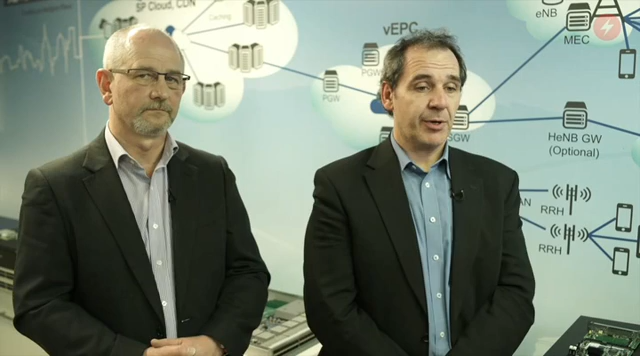 SP Cloud, CDN
Caching
vEPC
eNB
MEC
PGW
PGW
SGW
HeNB GW
(Optional)
RRH
RRH